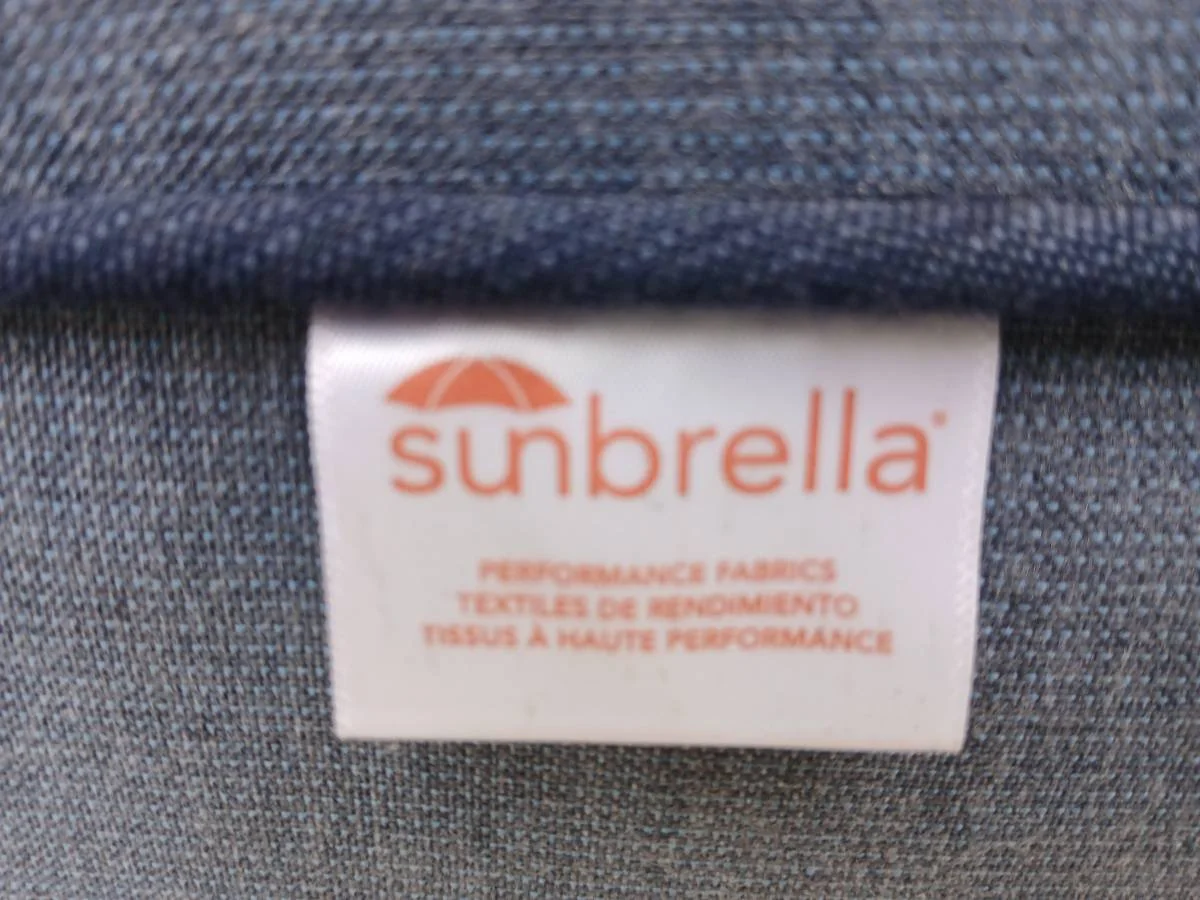 sunbrella®
PERFORMANCE FABRICS
TEXTILES DE RENDIMIENTO
TISSUS À HAUTE PERFORMANCE